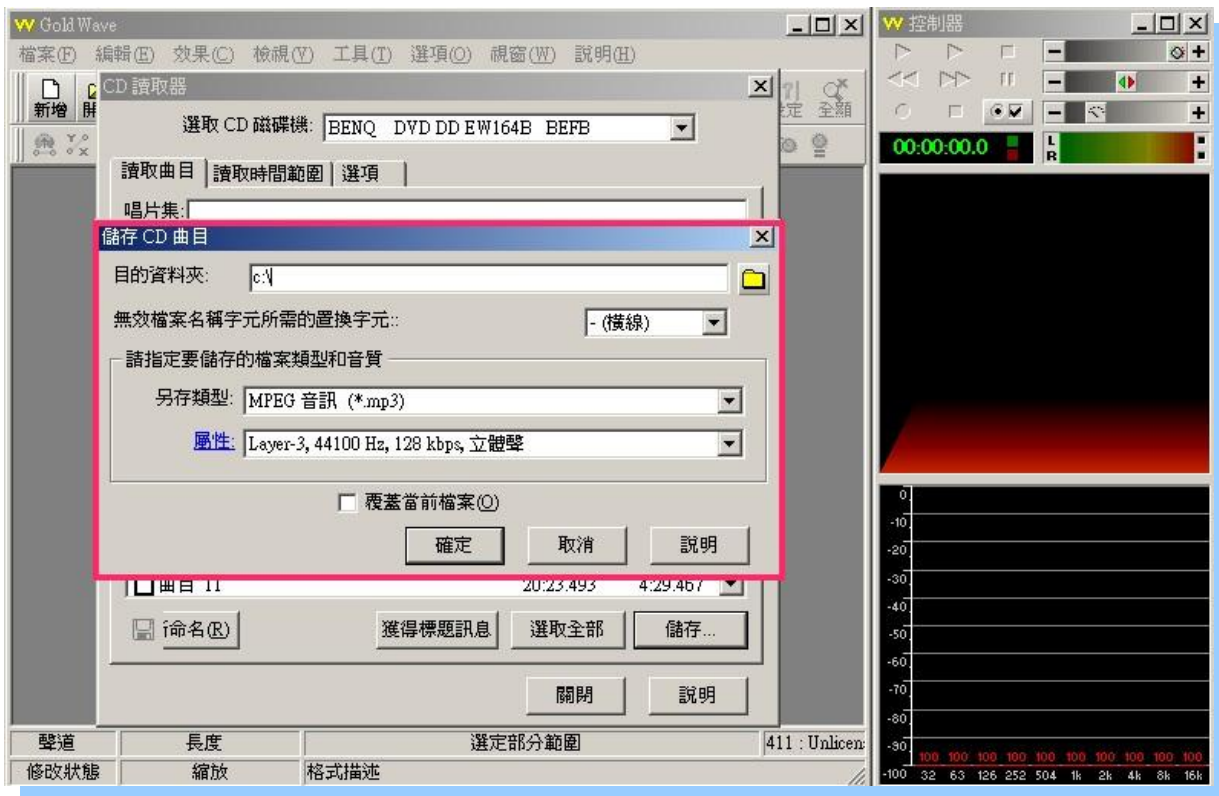 Gold Wave
檔案(F) 編輯(E) 效果(C) 檢視(V) 工具(T) 選項(O) 視窗(W) 說明(H)
新增 開 定 全顯
CD 讀取器
選取 CD 磁碟機: BENQ DVD DD EW164B BEFB
讀取曲目 讀取時間範圍 選項
唱片集:
儲存 CD 曲目
目的資料夾: c:\
無效檔案名稱字元所需的置換字元:: - (橫線)
請指定要儲存的檔案類型和音質
另存類型: MPEG 音訊 (*.mp3)
屬性: Layer-3, 44100 Hz, 128 kbps, 立體聲
覆蓋當前檔案(O)
確定 取消 說明
曲目 11 20:23.493 4:29.467
命名(R) 獲得標題訊息 選取全部 儲存...
關閉 說明
聲道 長度 選定部分範圍 411 : Unlicen
修改狀態 縮放 格式描述
控制器
00:00:00.0 L
R
0
-10
-20
-30
-40
-50
-60
-70
-80
-90
100 100 100 100 100 100 100 100 100 100
-100 32 63 126 252 504 1k 2k 4k 8k 16k